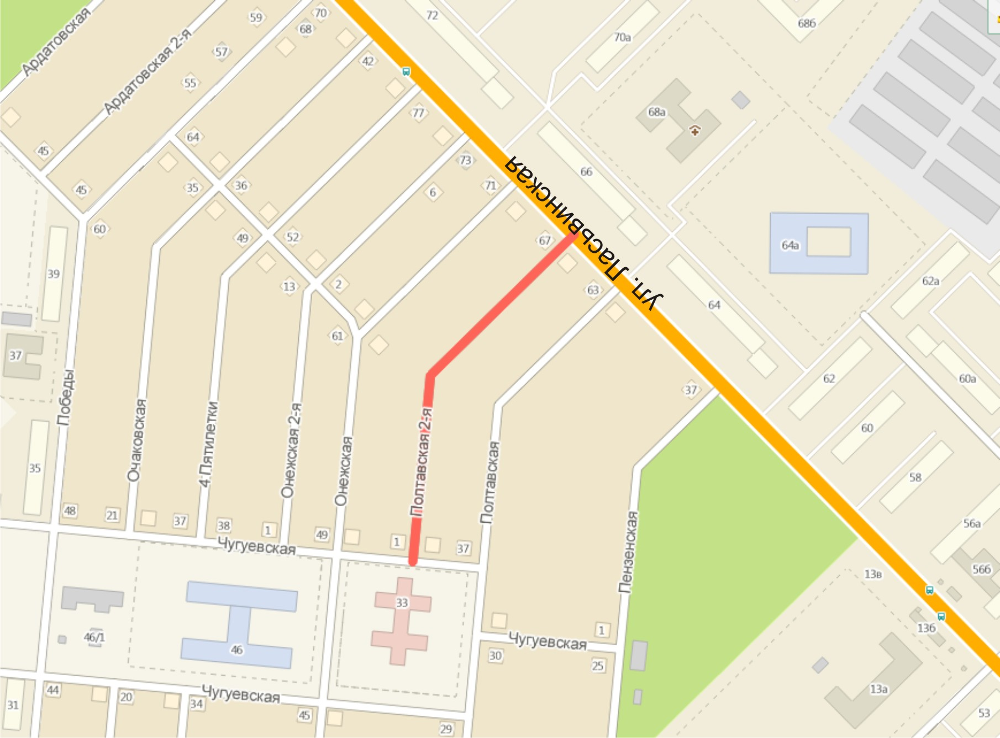 72
70
59
68
686
Ардатовская
Ардатовская 2-я
70а
57
42
55
68а
77
64
45
73
66
45
35
36
71
6
60
49
52
67
64а
ул. Ласьвинская
39
62а
13
2
63
64
61
37
62
60а
37
Победы
Очаковская
4 Пятилетки
Онежская 2-я
Онежская
Полтавская 2-я
Полтавская
Пензенская
60
35
58
48
21
37
38
1
49
1
37
56а
Чугуевская
566
13в
33
136
46/1
46
Чугуевская
1
30
25
44
20
34
Чугуевская
45
29
31
13а
53